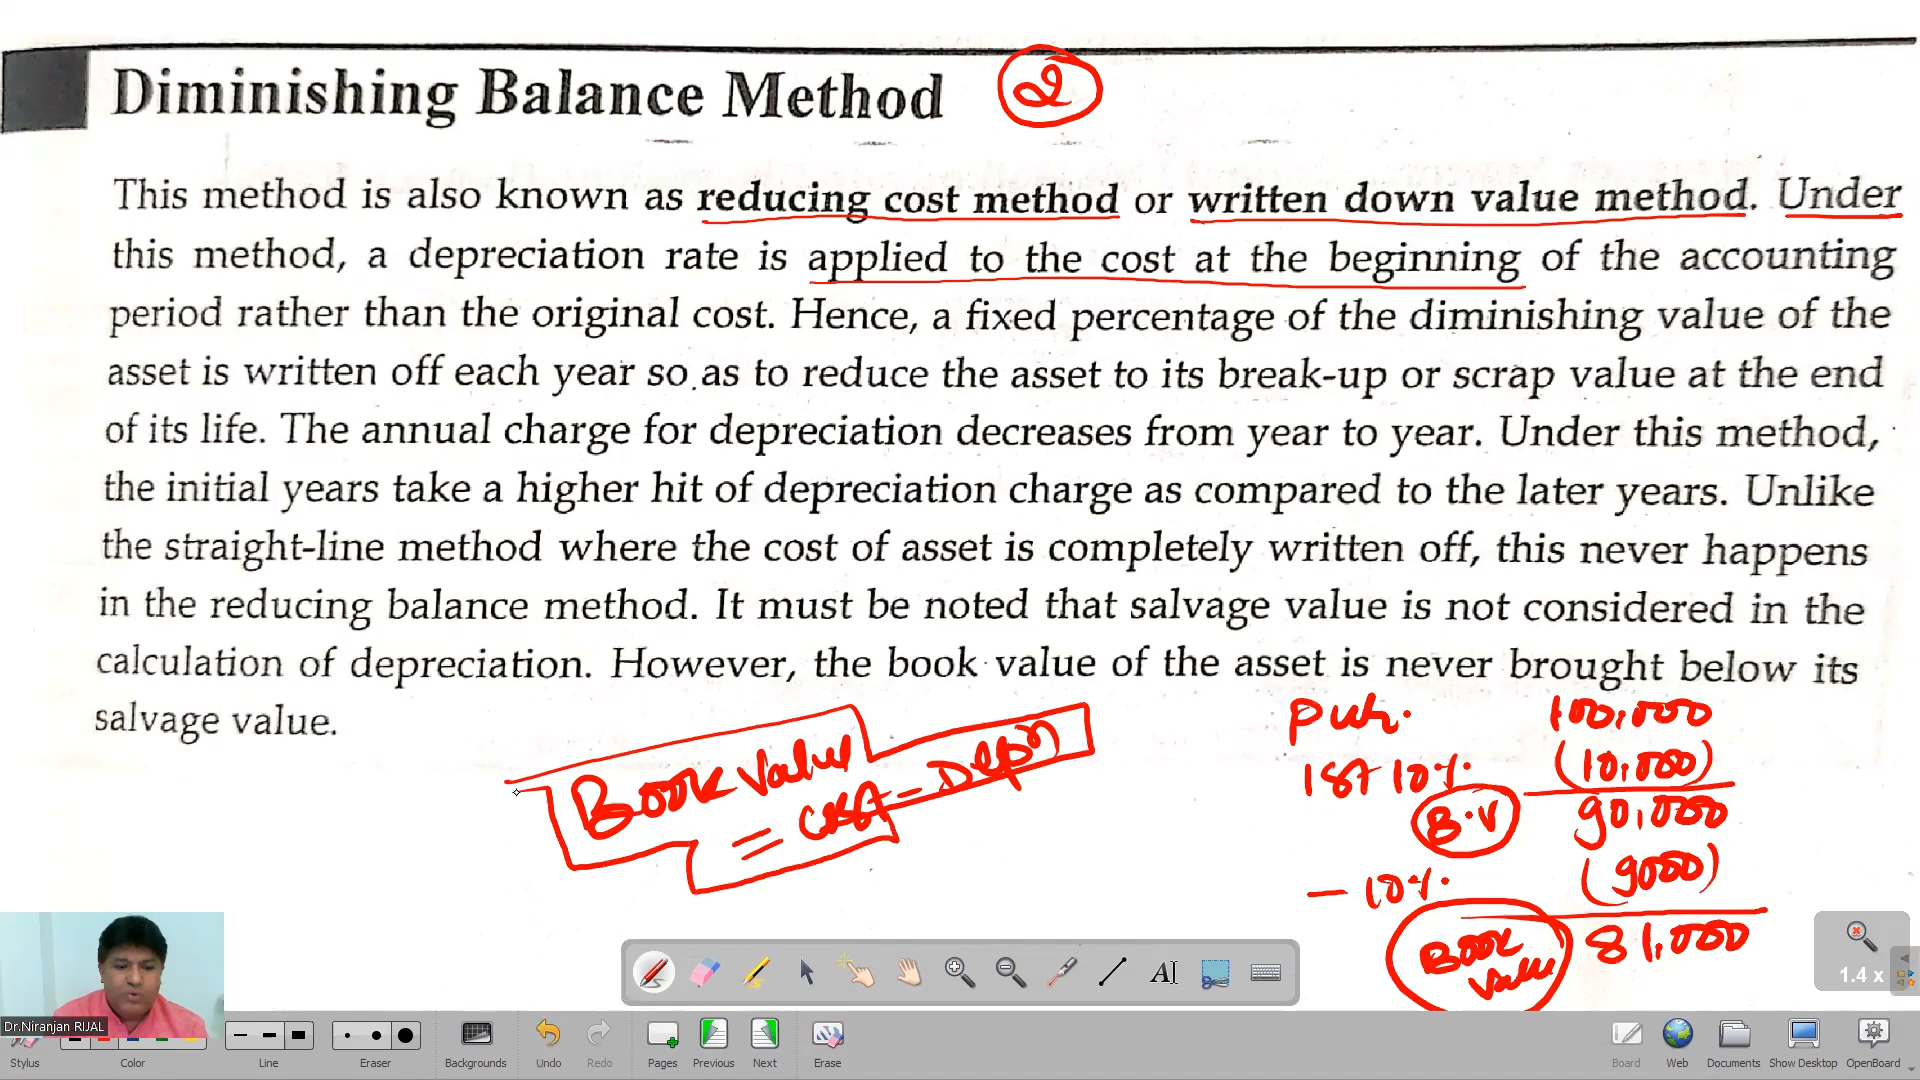 Diminishing Balance Method 2
This method is also known as reducing cost method or written down value method. Under
this method, a depreciation rate is applied to the cost at the beginning of the accounting
period rather than the original cost. Hence, a fixed percentage of the diminishing value of the
asset is written off each year so as to reduce the asset to its break-up or scrap value at the end
of its life. The annual charge for depreciation decreases from year to year. Under this method,
the initial years take a higher hit of depreciation charge as compared to the later years. Unlike
the straight-line method where the cost of asset is completely written off, this never happens
in the reducing balance method. It must be noted that salvage value is not considered in the
calculation of depreciation. However, the book value of the asset is never brought below its
salvage value.
Book Value
= Cost - Depn
Pur. 100,000
1st 10% (10,000)
B.V 90,000
- 10% (9000)
Book Value 81,000
1.4 x
Dr.Niranjan RIJAL
Stylus Color Line Eraser Backgrounds Undo Redo Pages Previous Next Erase Board Web Documents Show Desktop OpenBoard